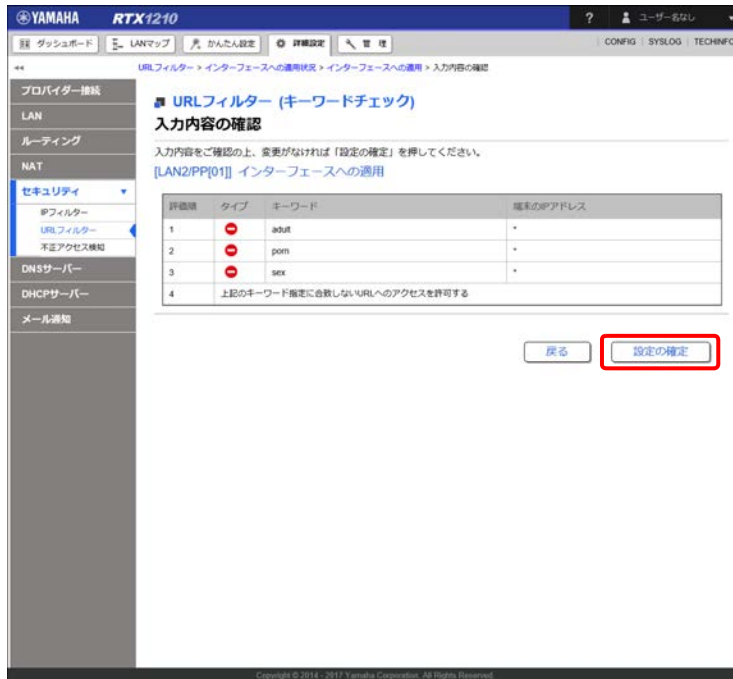 YAMAHA RTX1210 ? ユーザー名なし
ダッシュボード LANマップ かんたん設定 詳細設定 管理 CONFIG SYSLOG TECHINFO
URLフィルター > インターフェースへの適用状況 > インターフェースへの適用 > 入力内容の確認
プロバイダー接続
LAN
ルーティング
NAT
セキュリティ
IPフィルター
URLフィルター
不正アクセス検知
DNSサーバー
DHCPサーバー
メール通知
URLフィルター (キーワードチェック)
入力内容の確認
入力内容をご確認の上、変更がなければ「設定の確定」を押してください。
[LAN2/PP[01]] インターフェースへの適用
評価順 タイプ キーワード 端末のIPアドレス
1 adult *
2 porn *
3 sex *
4 上記のキーワード指定に合致しないURLへのアクセスを許可する
戻る 設定の確定
Copyright © 2014 - 2017 Yamaha Corporation. All Rights Reserved.